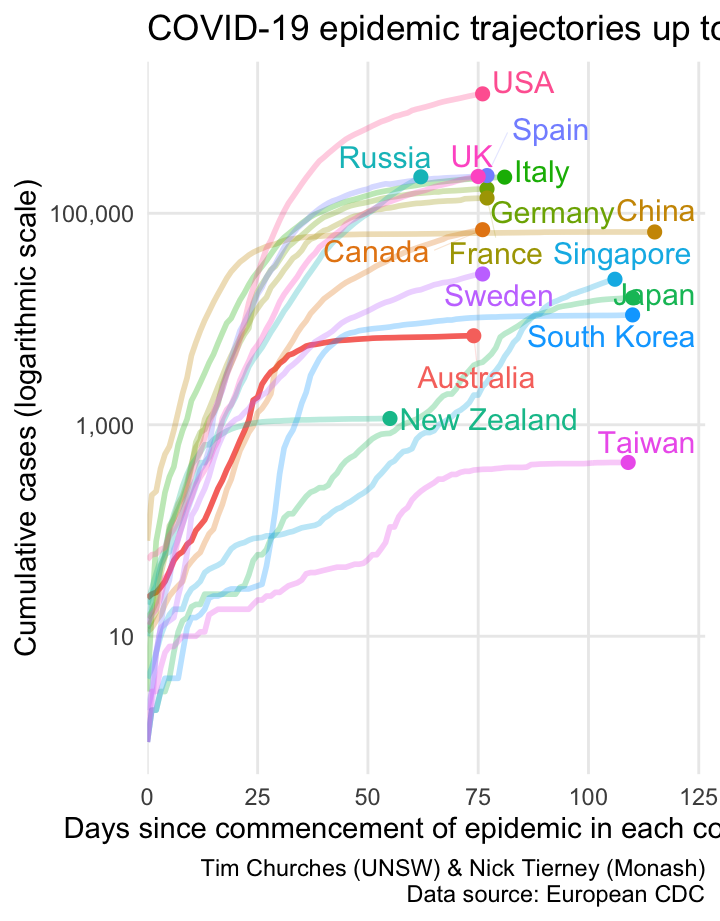 COVID-19 epidemic trajectories up to
USA
Spain
Russia
UK
Italy
100,000
Germany
China
Canada
France
Singapore
Sweden
Japan
South Korea
Australia
1,000
New Zealand
Taiwan
10
Cumulative cases (logarithmic scale)
0 25 50 75 100 125
Days since commencement of epidemic in each co
Tim Churches (UNSW) & Nick Tierney (Monash)
Data source: European CDC